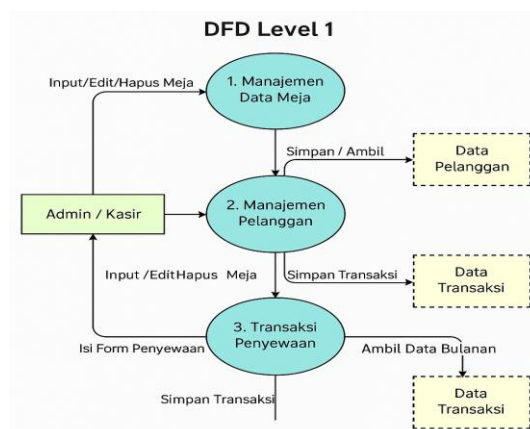 DFD Level 1
Input/Edit/Hapus Meja
1. Manajemen
Data Meja
Simpan / Ambil
Data
Pelanggan
Admin / Kasir
2. Manajemen
Pelanggan
Input /EditHapus Meja
Simpan Transaksi
Data
Transaksi
3. Transaksi
Penyewaan
Isi Form Penyewaan
Ambil Data Bulanan
Simpan Transaksi
Data
Transaksi